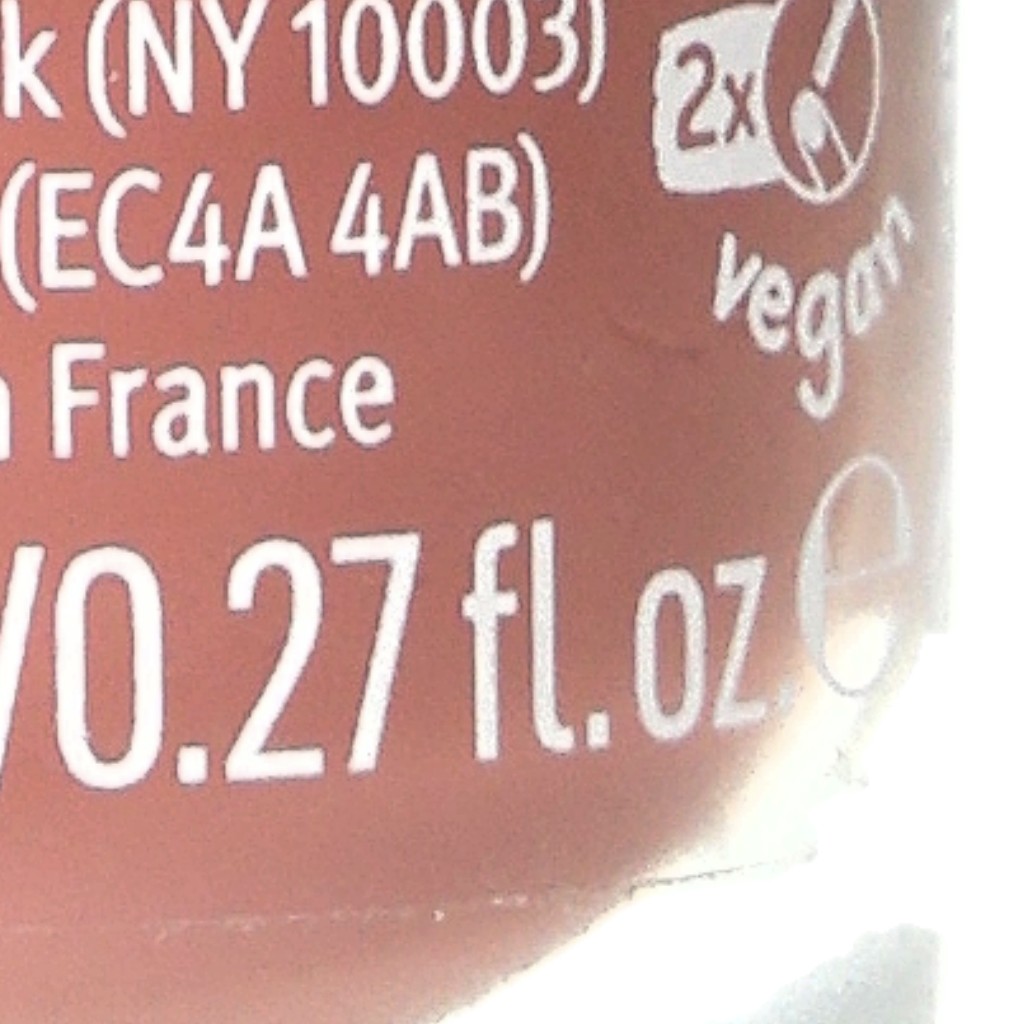 k (NY 10003)
2x
(EC4A 4AB)
vegan
France
/0.27 fl. oz. e